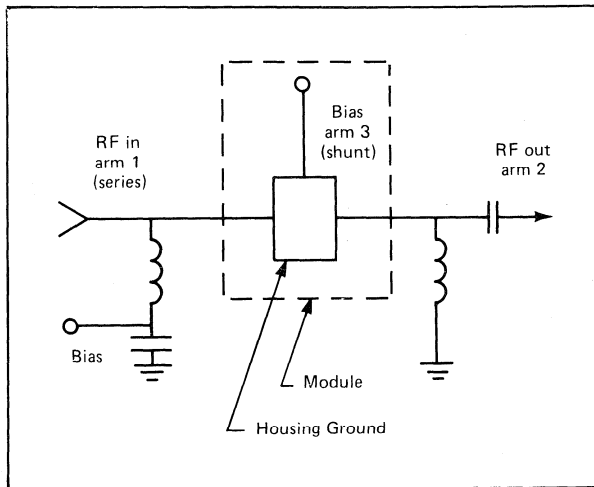 RF in
arm 1
(series)
Bias
arm 3
(shunt)
RF out
arm 2
Bias
Module
Housing Ground